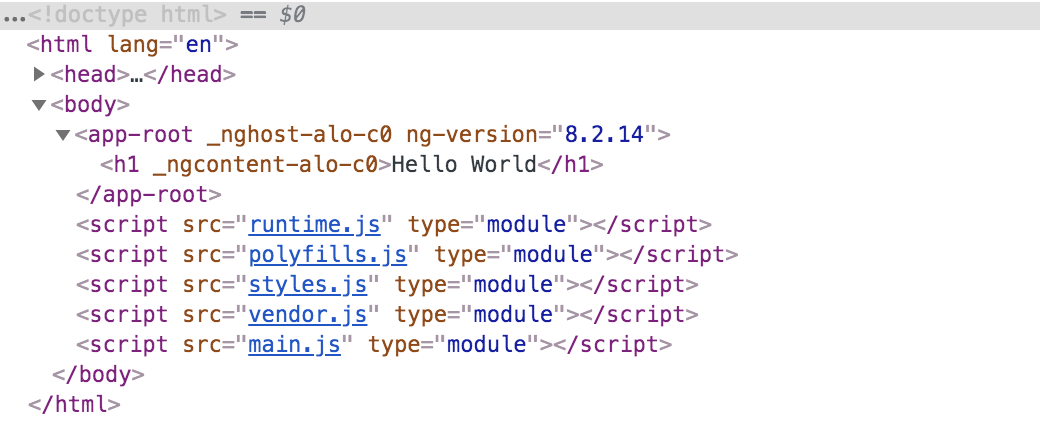 …<!doctype html> == $0
<html lang="en">
▶<head>…</head>
▼<body>
▼<app-root _nghost-alo-c0 ng-version="8.2.14">
<h1 _ngcontent-alo-c0>Hello World</h1>
</app-root>
<script src="runtime.js" type="module"></script>
<script src="polyfills.js" type="module"></script>
<script src="styles.js" type="module"></script>
<script src="vendor.js" type="module"></script>
<script src="main.js" type="module"></script>
</body>
</html>